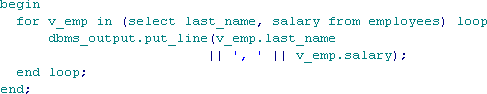 begin
  for v_emp in (select last_name, salary from employees) loop
      dbms_output.put_line(v_emp.last_name
                           || ', ' || v_emp.salary);
  end loop;
end;